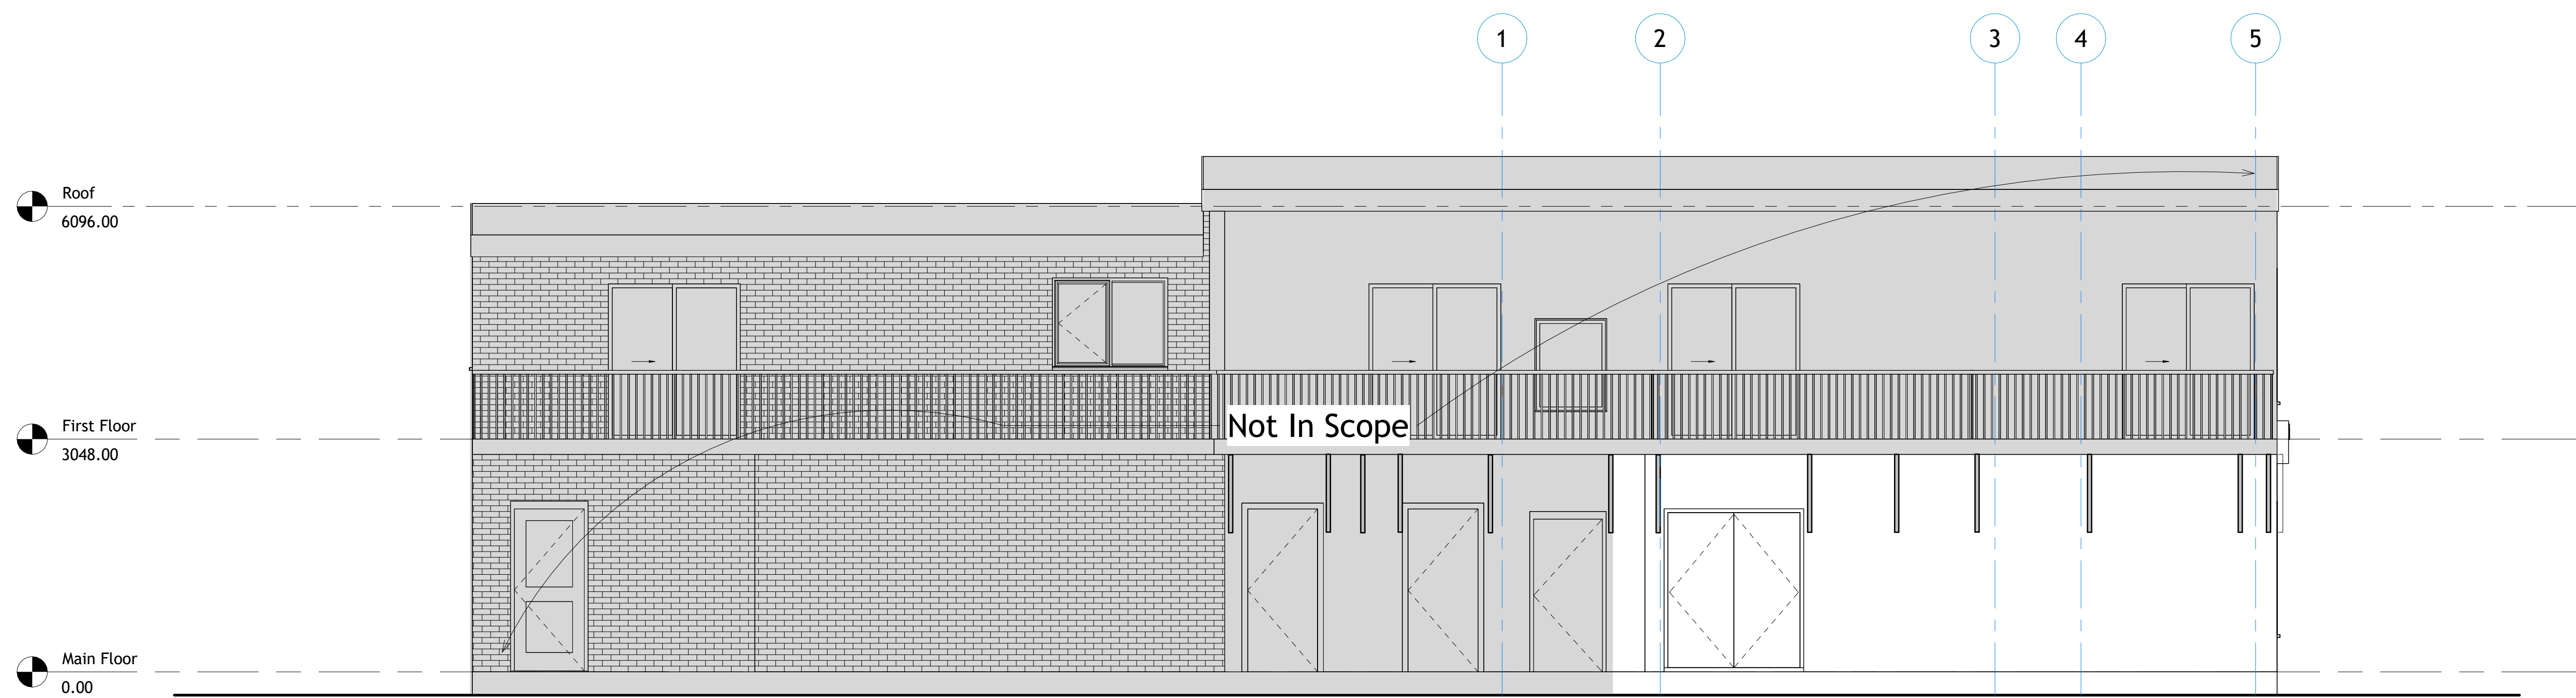 1 2 3 4 5
Roof
6096.00
First Floor
3048.00
Not In Scope
Main Floor
0.00